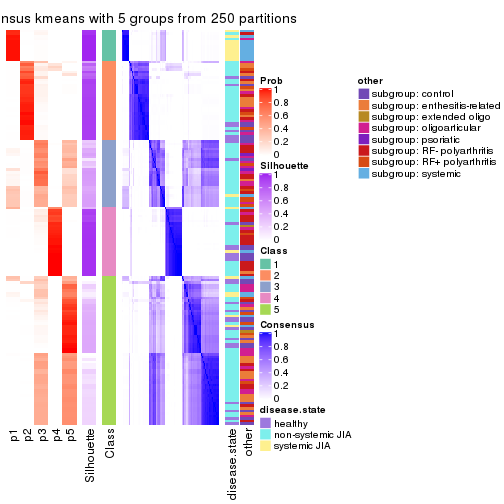 nsus kmeans with 5 groups from 250 partitions
Prob
1
0.8
0.6
0.4
0.2
0
Silhouette
1
0.8
0.6
0.4
0.2
0
Class
1
2
3
4
5
Consensus
1
0.8
0.6
0.4
0.2
0
disease.state
healthy
non-systemic JIA
systemic JIA
other
subgroup: control
subgroup: enthesitis-related
subgroup: extended oligo
subgroup: oligoarticular
subgroup: psoriatic
subgroup: RF- polyarthritis
subgroup: RF+ polyarthritis
subgroup: systemic
p1
p2
p3
p4
p5
Silhouette
Class
disease.state
other